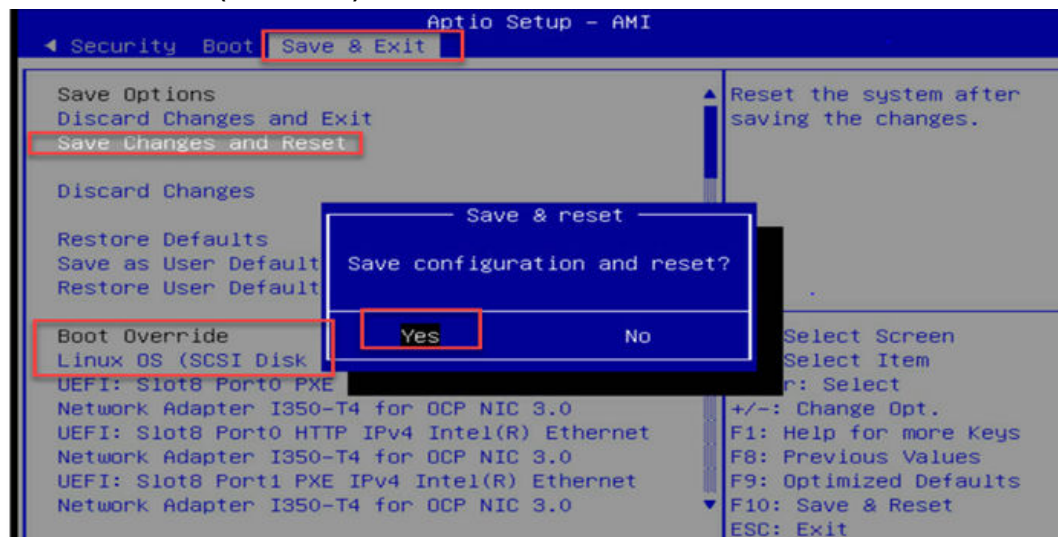 Aptio Setup – AMI
◄ Security Boot Save & Exit
Save Options
Discard Changes and Exit
Save Changes and Reset
Discard Changes
Restore Defaults
Save as User Default
Restore User Default
Boot Override
Linux OS (SCSI Disk
UEFI: Slot8 Port0 PXE
Network Adapter I350-T4 for OCP NIC 3.0
UEFI: Slot8 Port0 HTTP IPv4 Intel(R) Ethernet
Network Adapter I350-T4 for OCP NIC 3.0
UEFI: Slot8 Port1 PXE IPv4 Intel(R) Ethernet
Network Adapter I350-T4 for OCP NIC 3.0
Save & reset
Save configuration and reset?
Yes No
Reset the system after
saving the changes.
Select Screen
Select Item
r: Select
+/-: Change Opt.
F1: Help for more Keys
F8: Previous Values
F9: Optimized Defaults
F10: Save & Reset
ESC: Exit